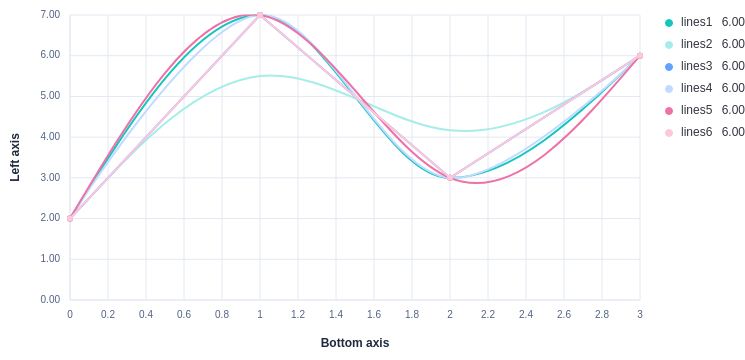 7.00
6.00
5.00
4.00
3.00
2.00
1.00
0.00
Left axis
0 0.2 0.4 0.6 0.8 1 1.2 1.4 1.6 1.8 2 2.2 2.4 2.6 2.8 3
Bottom axis
lines1 6.00
lines2 6.00
lines3 6.00
lines4 6.00
lines5 6.00
lines6 6.00